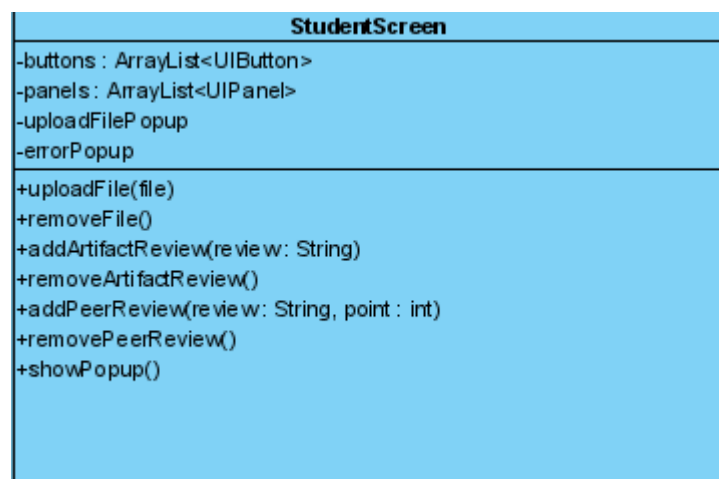 StudentScreen
-buttons : ArrayList<UIButton>
-panels : ArrayList<UIPanel>
-uploadFilePopup
-errorPopup
+uploadFile(file)
+removeFile()
+addArtifactReview(review : String)
+removeArtifactReview()
+addPeerReview(review : String, point : int)
+removePeerReview()
+showPopup()